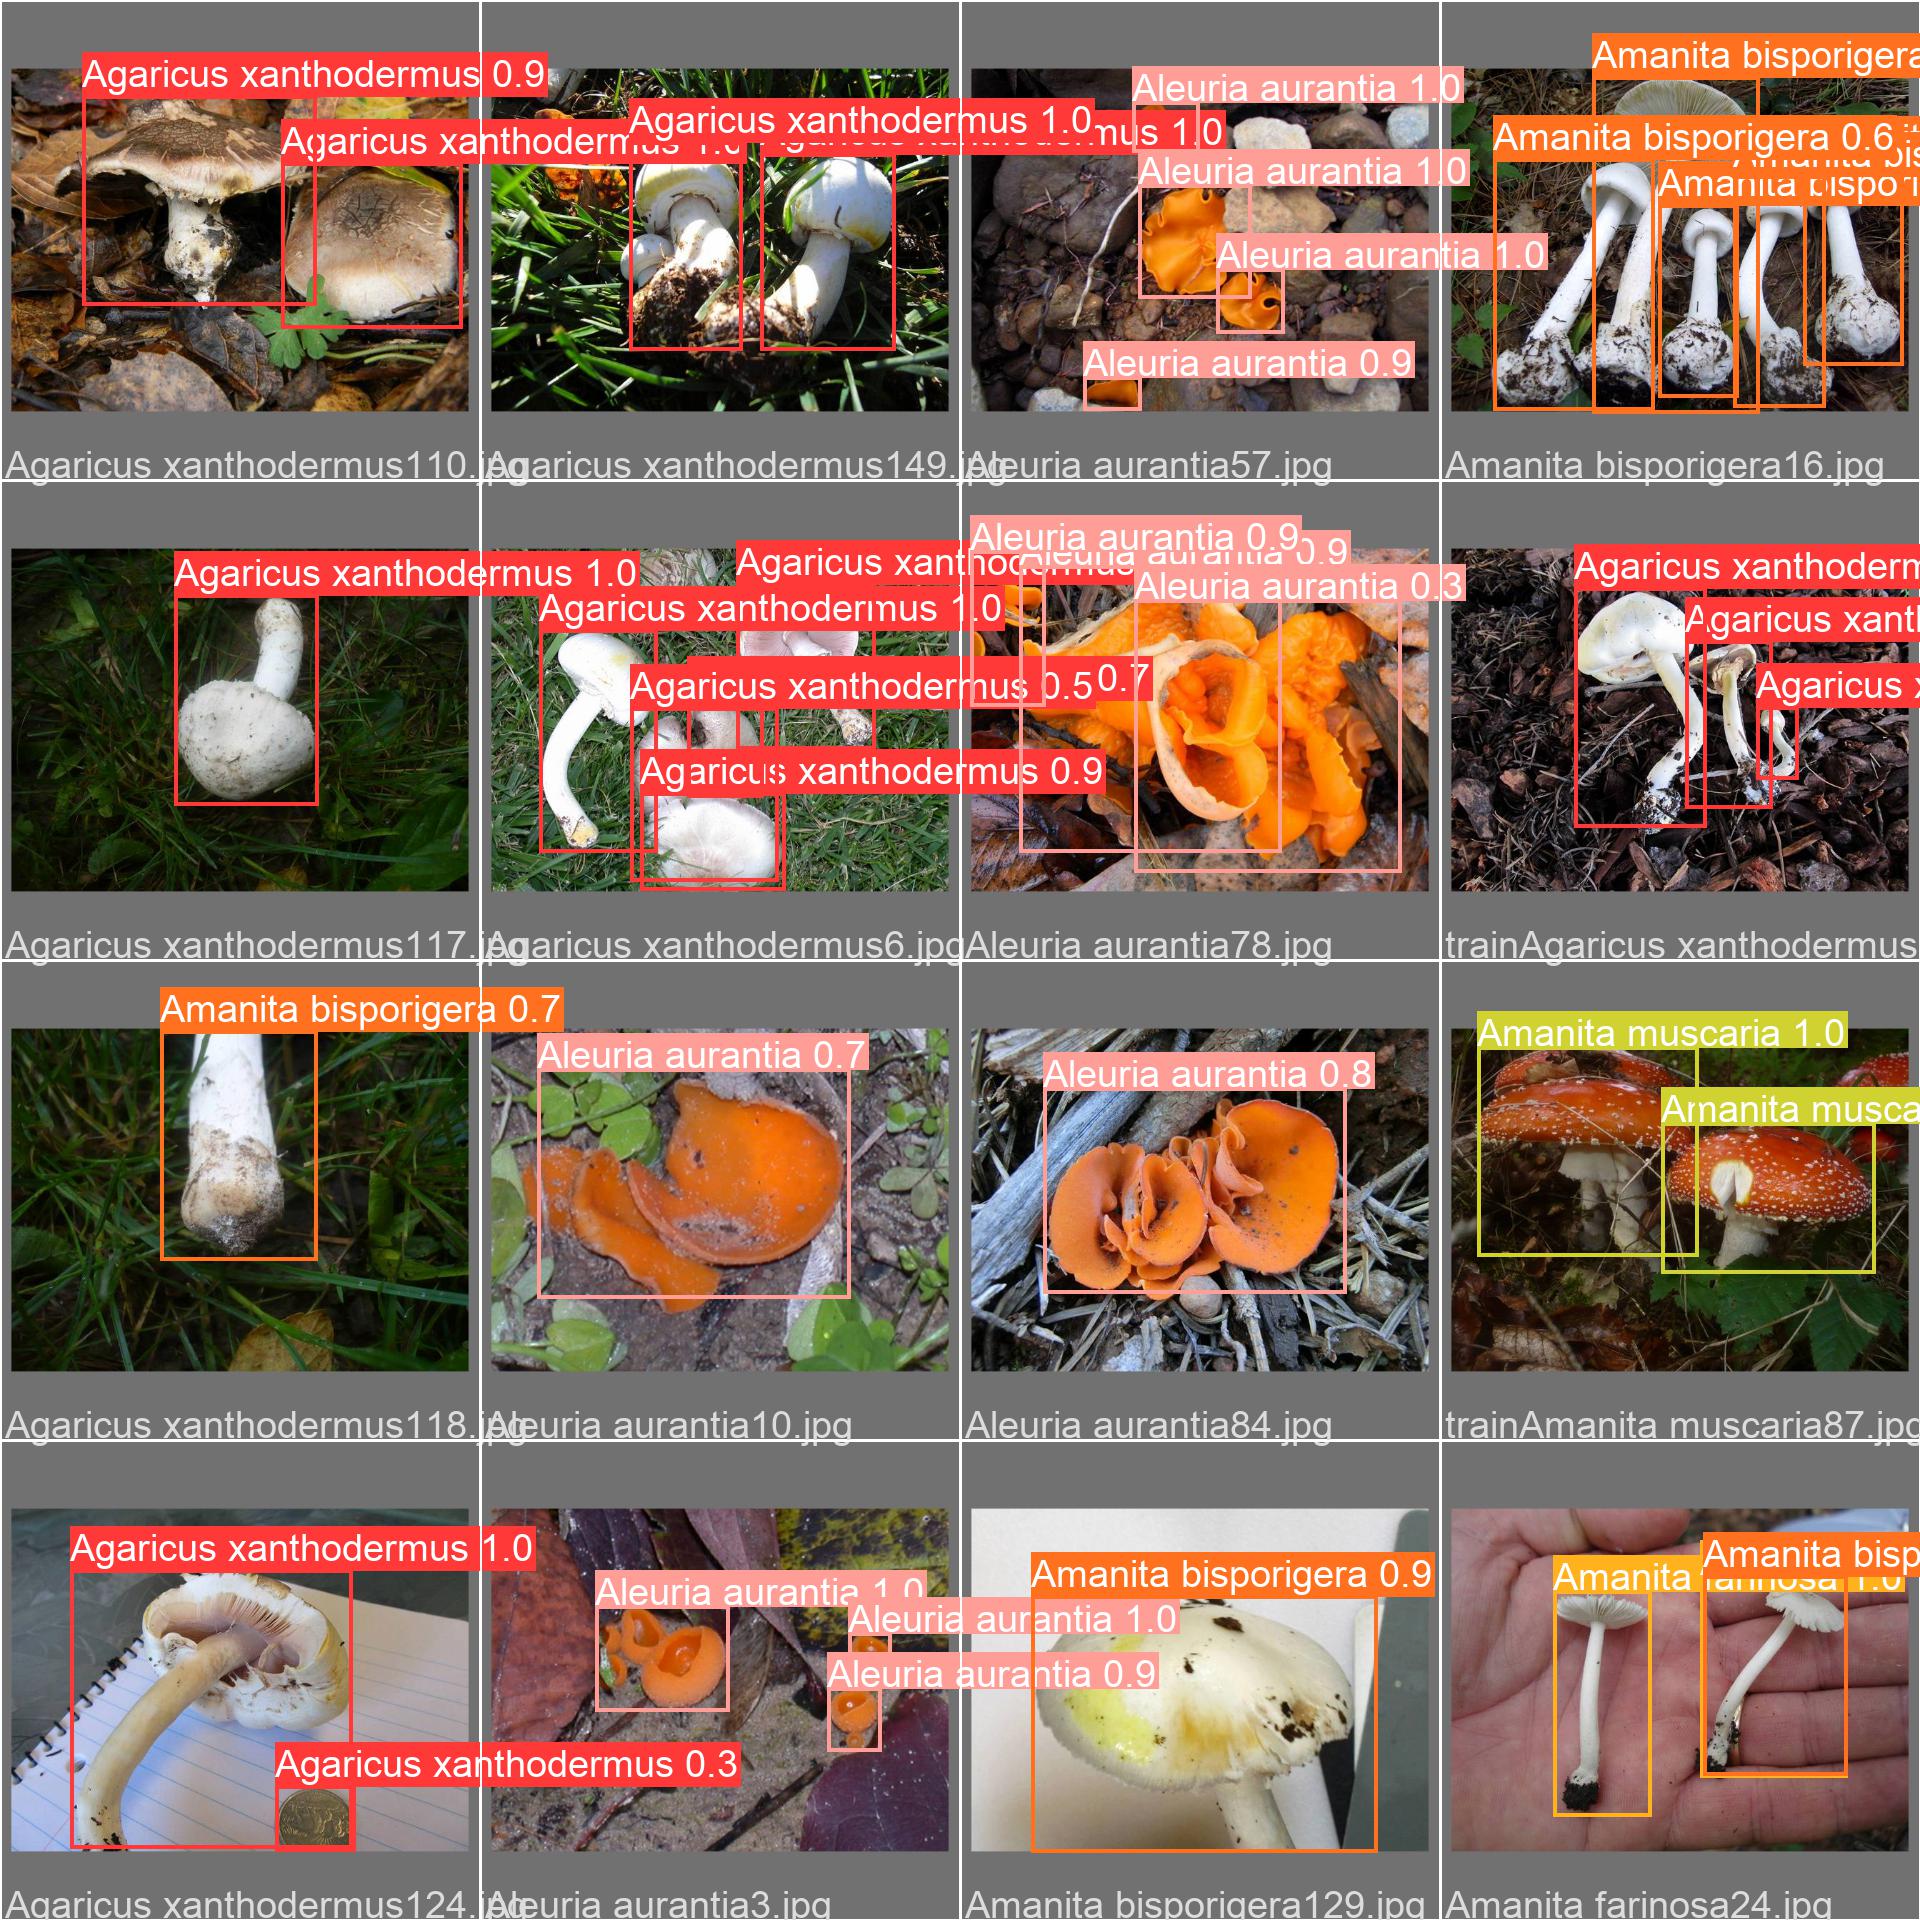 Agaricus xanthodermus 0.9
Agaricus xanthodermus 1.0
Agaricus xanthodermus110.jpg
Agaricus xanthodermus 1.0
mus 1.0
Agaricus xanthodermus149.jpg
Aleuria aurantia 1.0
Aleuria aurantia 1.0
Aleuria aurantia 1.0
Aleuria aurantia 0.9
Aleuria aurantia57.jpg
Amanita bisporigera
Amanita bisporigera 0.6
Amanita bis
Amanita bispori
Amanita bisporigera16.jpg
Agaricus xanthodermus 1.0
Agaricus xanthodermus117.jpg
Agaricus xanthodermus
Agaricus xanthodermus 1.0
Agaricus xanthodermus 0.5
0.7
Agaricus xanthodermus 0.9
Agaricus xanthodermus6.jpg
Aleuria aurantia 0.9
Aleuria aurantia 0.9
Aleuria aurantia 0.3
Aleuria aurantia78.jpg
Agaricus xanthoderm
Agaricus xanth
Agaricus x
trainAgaricus xanthodermus
Amanita bisporigera 0.7
Agaricus xanthodermus118.jpg
Aleuria aurantia 0.7
Aleuria aurantia10.jpg
Aleuria aurantia 0.8
Aleuria aurantia84.jpg
Amanita muscaria 1.0
Amanita musca
trainAmanita muscaria87.jpg
Agaricus xanthodermus 1.0
Agaricus xanthodermus 0.3
Agaricus xanthodermus124.jpg
Aleuria aurantia 1.0
Aleuria aurantia 1.0
Aleuria aurantia 0.9
Aleuria aurantia3.jpg
Amanita bisporigera 0.9
Amanita bisporigera129.jpg
Amanita bisp
Amanita farinosa 1.0
Amanita farinosa24.jpg